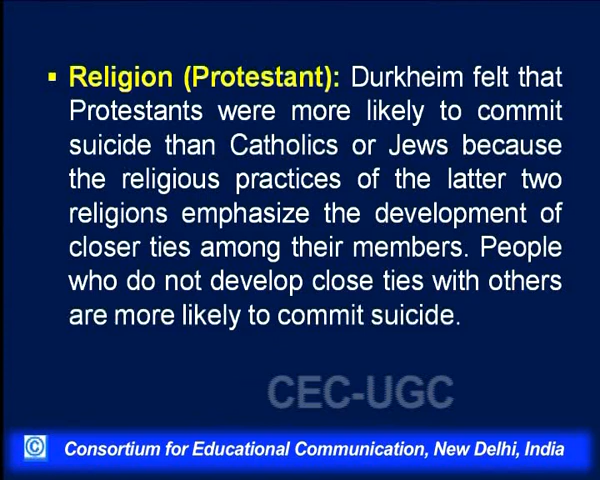 ▪ Religion (Protestant): Durkheim felt that
Protestants were more likely to commit
suicide than Catholics or Jews because
the religious practices of the latter two
religions emphasize the development of
closer ties among their members. People
who do not develop close ties with others
are more likely to commit suicide.
CEC-UGC
© Consortium for Educational Communication, New Delhi, India